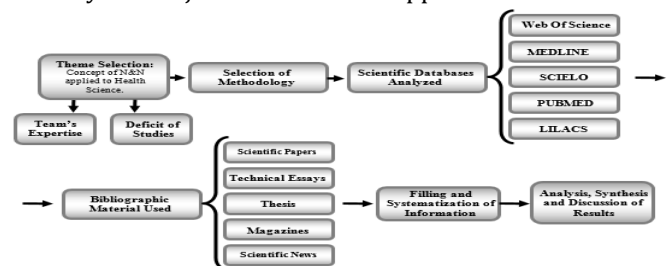 Theme Selection:
Concept of N&N
applied to Health
Science.
Team's
Expertise
Deficit of
Studies
Selection of
Methodology
Scientific Databases
Analyzed
Web Of Science
MEDLINE
SCIELO
PUBMED
LILACS
Bibliographic
Material Used
Scientific Papers
Technical Essays
Thesis
Magazines
Scientific News
Filling and
Systematization of
Information
Analysis, Synthesis
and Discussion of
Results